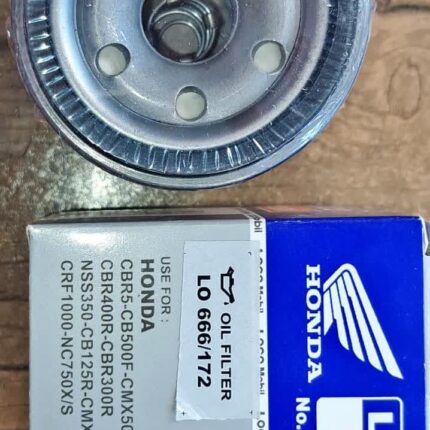 USE FOR :
HONDA
CBR5-CB500F-CMX50
CBR400R-CBR300R
NSS350-CB125R-CMX
CRF1000-NC750X/S
OIL FILTER
LO 666/172
HONDA
No.
L